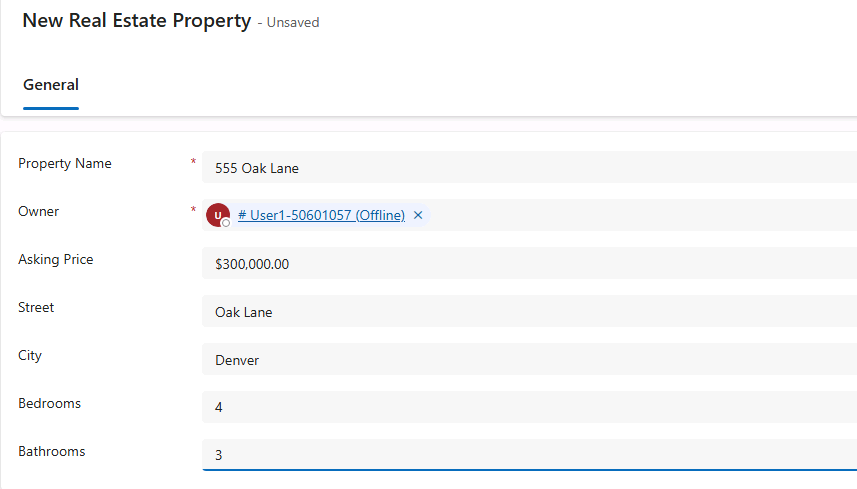 New Real Estate Property - Unsaved
General
Property Name * 555 Oak Lane
Owner * U # User1-50601057 (Offline) ×
Asking Price $300,000.00
Street Oak Lane
City Denver
Bedrooms 4
Bathrooms 3